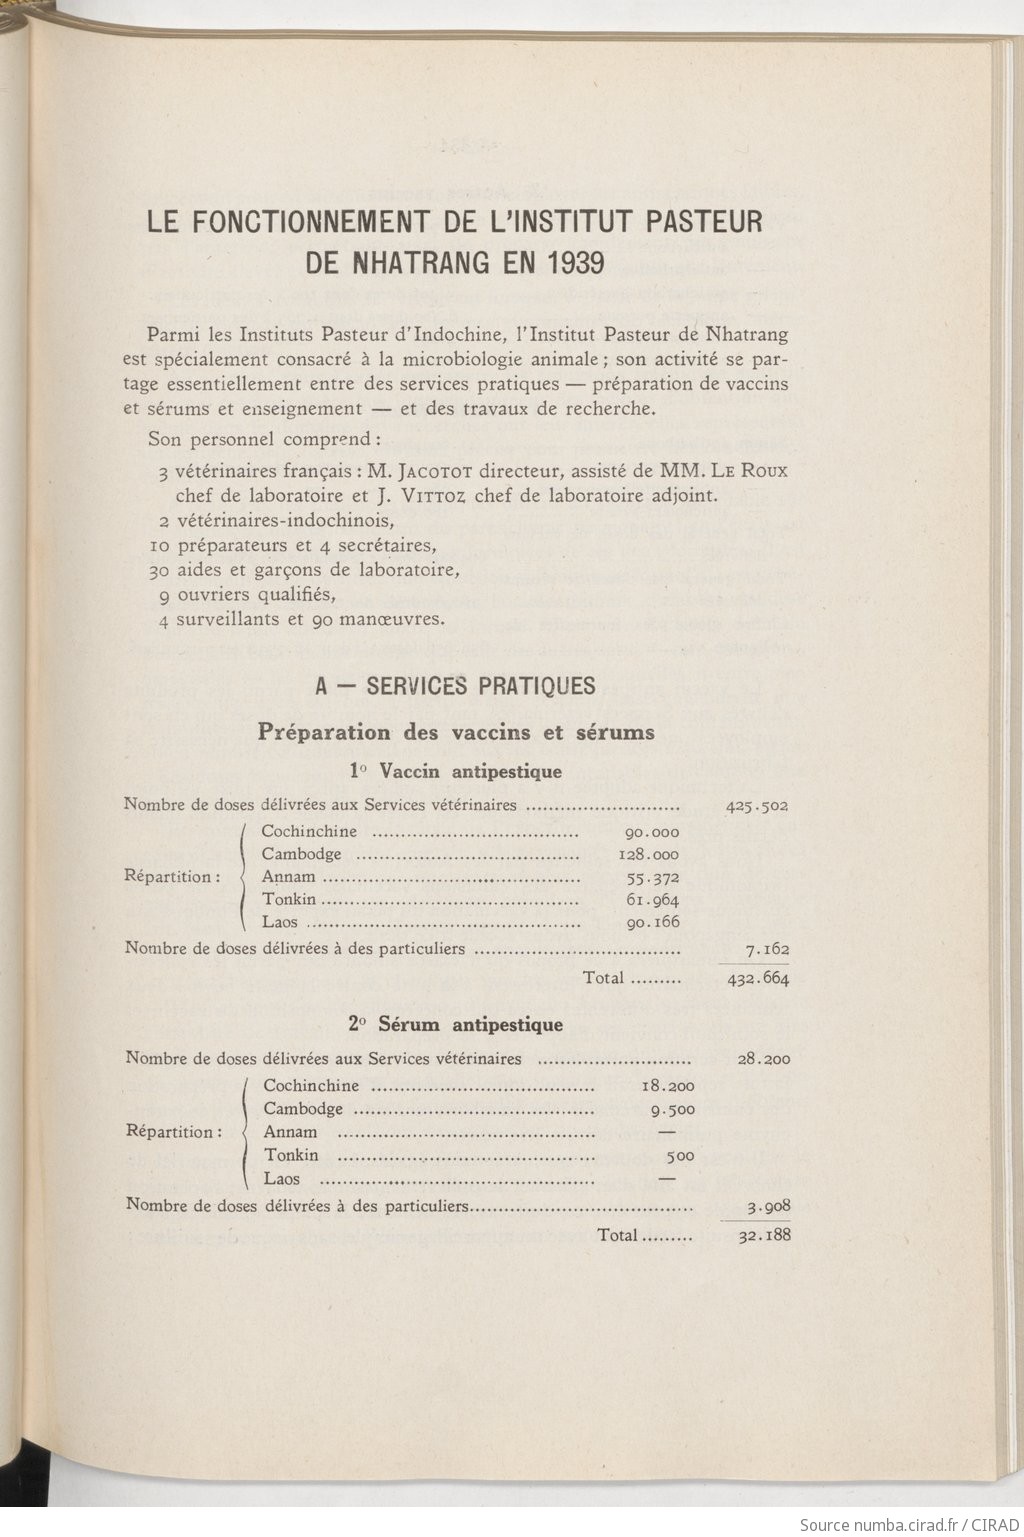 LE FONCTIONNEMENT DE L'INSTITUT PASTEUR
DE NHATRANG EN 1939
Parmi les Instituts Pasteur d'Indochine, l'Institut Pasteur de Nhatrang
est spécialement consacré à la microbiologie animale ; son activité se par-
tage essentiellement entre des services pratiques — préparation de vaccins
et sérums et enseignement — et des travaux de recherche.
Son personnel comprend :
3 vétérinaires français : M. JACOTOT directeur, assisté de MM. LE ROUX
chef de laboratoire et J. VITTOZ chef de laboratoire adjoint.
2 vétérinaires-indochinois,
10 préparateurs et 4 secrétaires,
30 aides et garçons de laboratoire,
9 ouvriers qualifiés,
4 surveillants et 90 manœuvres.
A — SERVICES PRATIQUES
Préparation des vaccins et sérums
1º Vaccin antipestique
Nombre de doses délivrées aux Services vétérinaires ........................... 425.502
Cochinchine .................................... 90.000
Cambodge ....................................... 128.000
Répartition : Annam ............................................. 55.372
Tonkin ............................................. 61.964
Laos ................................................ 90.166
Nombre de doses délivrées à des particuliers .................................... 7.162
Total ......... 432.664
2º Sérum antipestique
Nombre de doses délivrées aux Services vétérinaires ........................... 28.200
Cochinchine ....................................... 18.200
Cambodge .......................................... 9.500
Répartition : Annam ............................................. —
Tonkin ............................................. 500
Laos ................................................ —
Nombre de doses délivrées à des particuliers....................................... 3.908
Total ......... 32.188
Source numba.cirad.fr / CIRAD